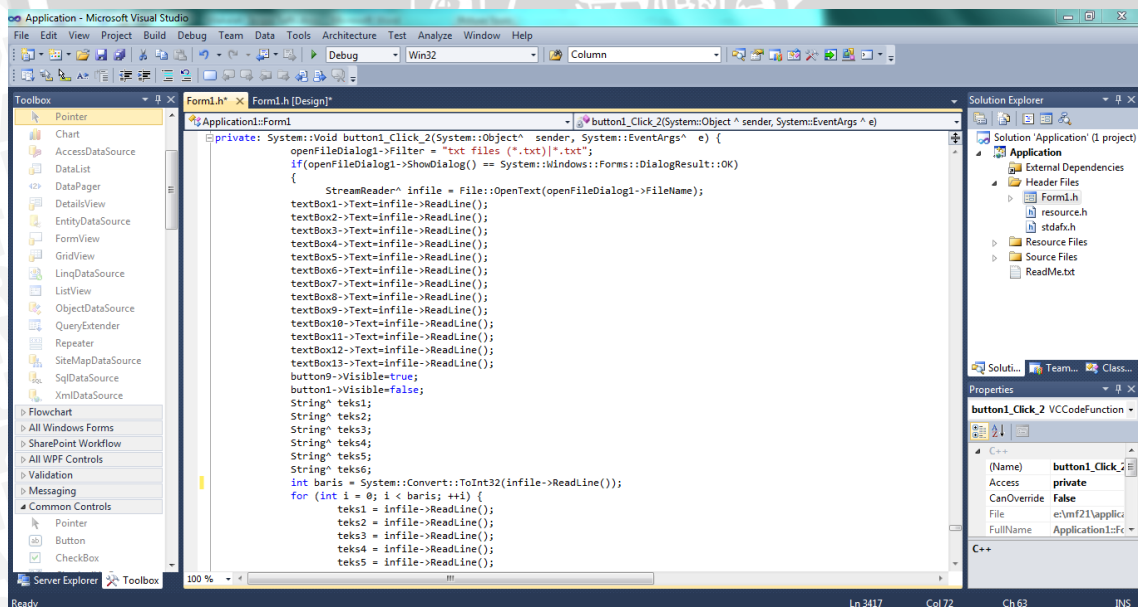 Application - Microsoft Visual Studio
File Edit View Project Build Debug Team Data Tools Architecture Test Analyze Window Help
Debug Win32 Column
Toolbox
Pointer
Chart
AccessDataSource
DataList
DataPager
DetailsView
EntityDataSource
FormView
GridView
LinqDataSource
ListView
ObjectDataSource
QueryExtender
Repeater
SiteMapDataSource
SqlDataSource
XmlDataSource
Flowchart
All Windows Forms
SharePoint Workflow
All WPF Controls
Validation
Messaging
Common Controls
Pointer
Button
CheckBox
Server Explorer Toolbox
Form1.h* Form1.h [Design]*
Application1::Form1 button1_Click_2(System::Object ^ sender, System::EventArgs ^ e)
private: System::Void button1_Click_2(System::Object^ sender, System::EventArgs^ e) {
openFileDialog1->Filter = "txt files (*.txt)|*.txt";
if(openFileDialog1->ShowDialog() == System::Windows::Forms::DialogResult::OK)
{
StreamReader^ infile = File::OpenText(openFileDialog1->FileName);
textBox1->Text=infile->ReadLine();
textBox2->Text=infile->ReadLine();
textBox3->Text=infile->ReadLine();
textBox4->Text=infile->ReadLine();
textBox5->Text=infile->ReadLine();
textBox6->Text=infile->ReadLine();
textBox7->Text=infile->ReadLine();
textBox8->Text=infile->ReadLine();
textBox9->Text=infile->ReadLine();
textBox10->Text=infile->ReadLine();
textBox11->Text=infile->ReadLine();
textBox12->Text=infile->ReadLine();
textBox13->Text=infile->ReadLine();
button9->Visible=true;
button1->Visible=false;
String^ teks1;
String^ teks2;
String^ teks3;
String^ teks4;
String^ teks5;
String^ teks6;
int baris = System::Convert::ToInt32(infile->ReadLine());
for (int i = 0; i < baris; ++i) {
teks1 = infile->ReadLine();
teks2 = infile->ReadLine();
teks3 = infile->ReadLine();
teks4 = infile->ReadLine();
teks5 = infile->ReadLine();
100 %
Solution Explorer
Solution 'Application' (1 project)
Application
External Dependencies
Header Files
Form1.h
resource.h
stdafx.h
Resource Files
Source Files
ReadMe.txt
Soluti... Team... Class...
Properties
button1_Click_2 VCCodeFunction
C++
(Name) button1_Click_2
Access private
CanOverride False
File e:\mf21\applica
FullName Application1::Fo
C++
Ready Ln 3417 Col 72 Ch 63 INS